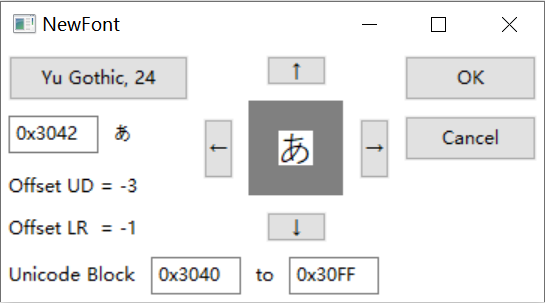 NewFont
Yu Gothic, 24
↑
OK
0x3042 あ
← あ →
Cancel
Offset UD = -3
Offset LR = -1
↓
Unicode Block 0x3040 to 0x30FF